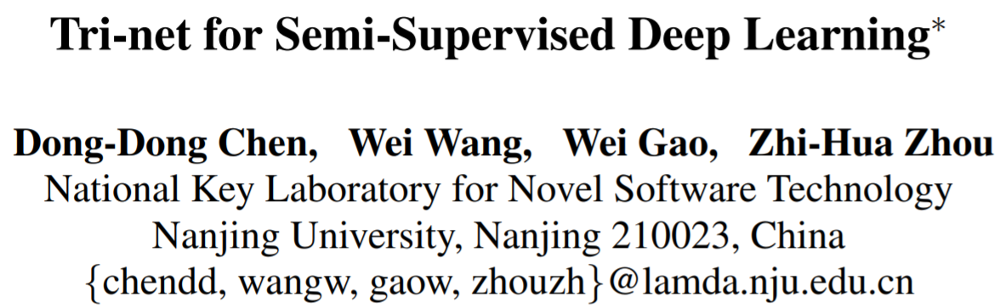 Tri-net for Semi-Supervised Deep Learning*
Dong-Dong Chen, Wei Wang, Wei Gao, Zhi-Hua Zhou
National Key Laboratory for Novel Software Technology
Nanjing University, Nanjing 210023, China
{chendd, wangw, gaow, zhouzh}@lamda.nju.edu.cn